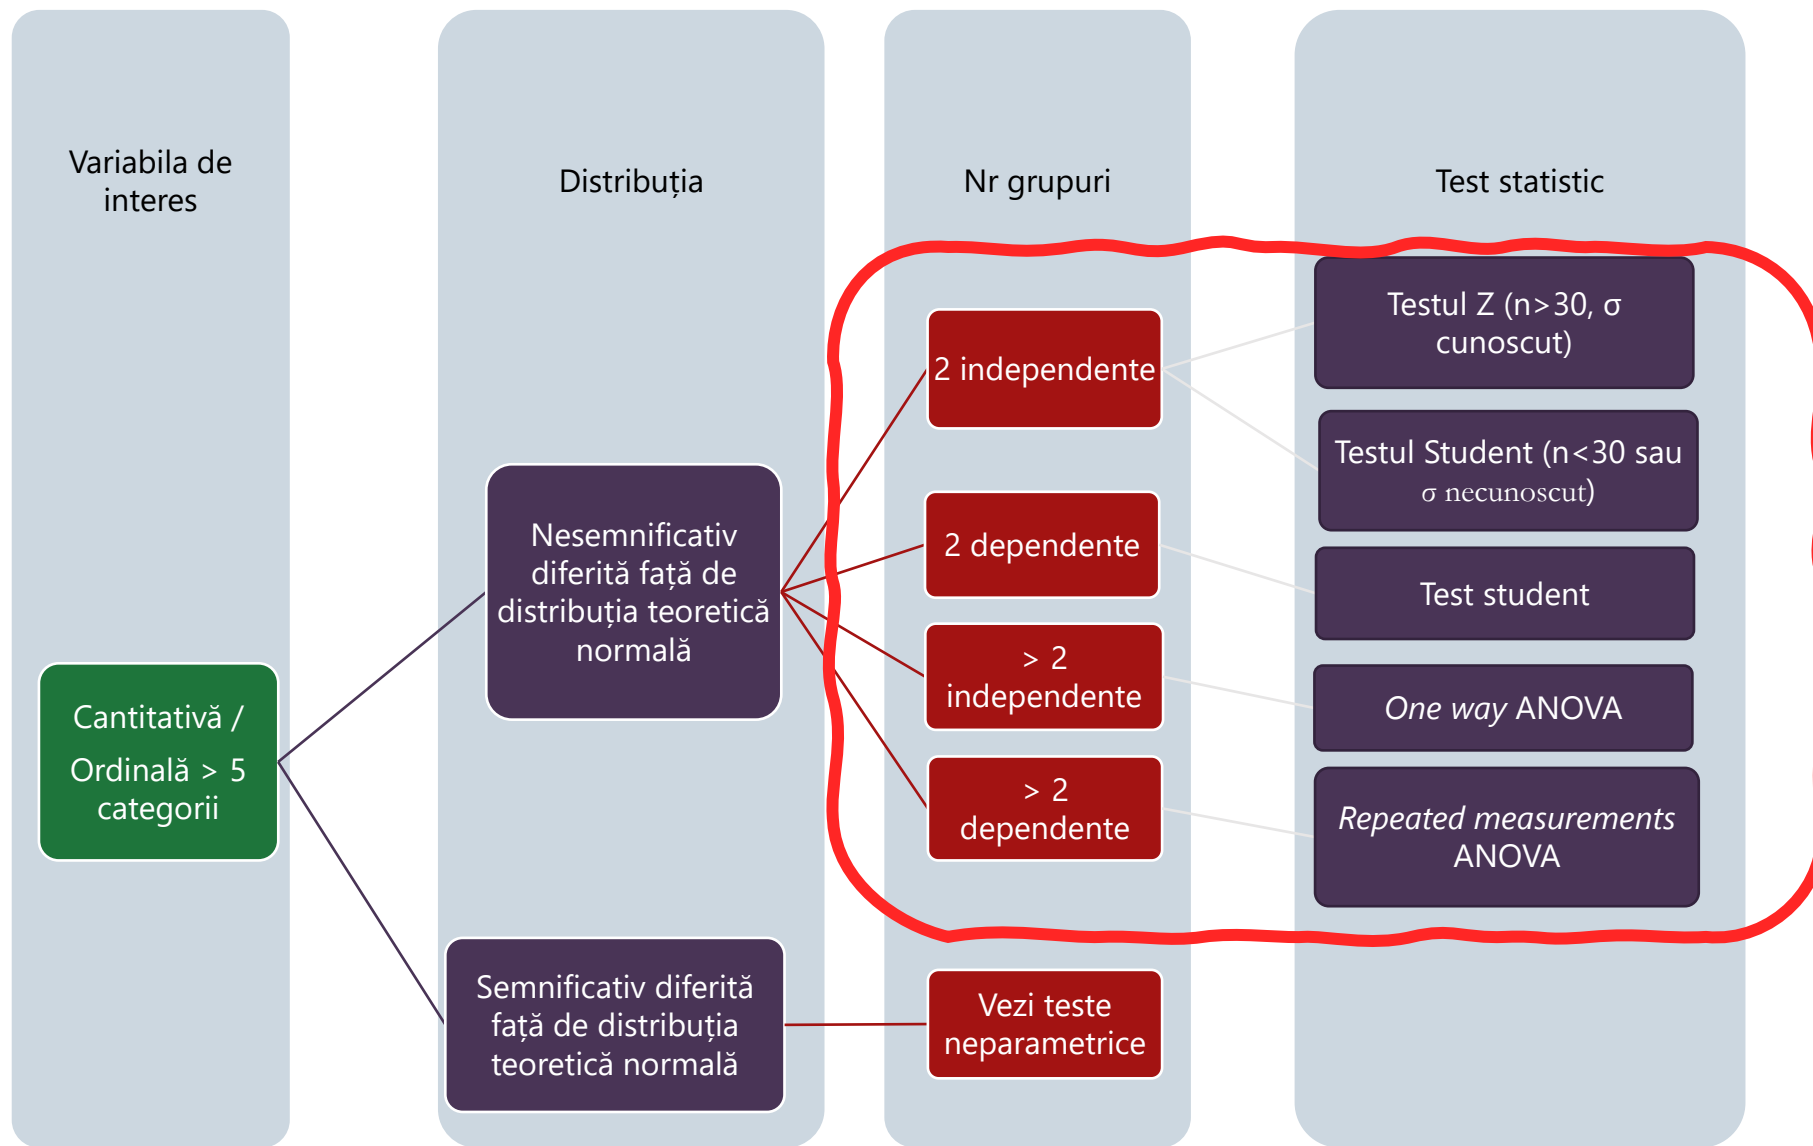 Variabila de
interes
Distribuția
Nr grupuri
Test statistic
Cantitativă /
Ordinală > 5
categorii
Nesemnificativ
diferită față de
distribuția teoretică
normală
Semnificativ diferită
față de distribuția
teoretică normală
2 independente
2 dependente
> 2
independente
> 2
dependente
Vezi teste
neparametrice
Testul Z (n>30, σ
cunoscut)
Testul Student (n<30 sau
σ necunoscut)
Test student
One way ANOVA
Repeated measurements
ANOVA